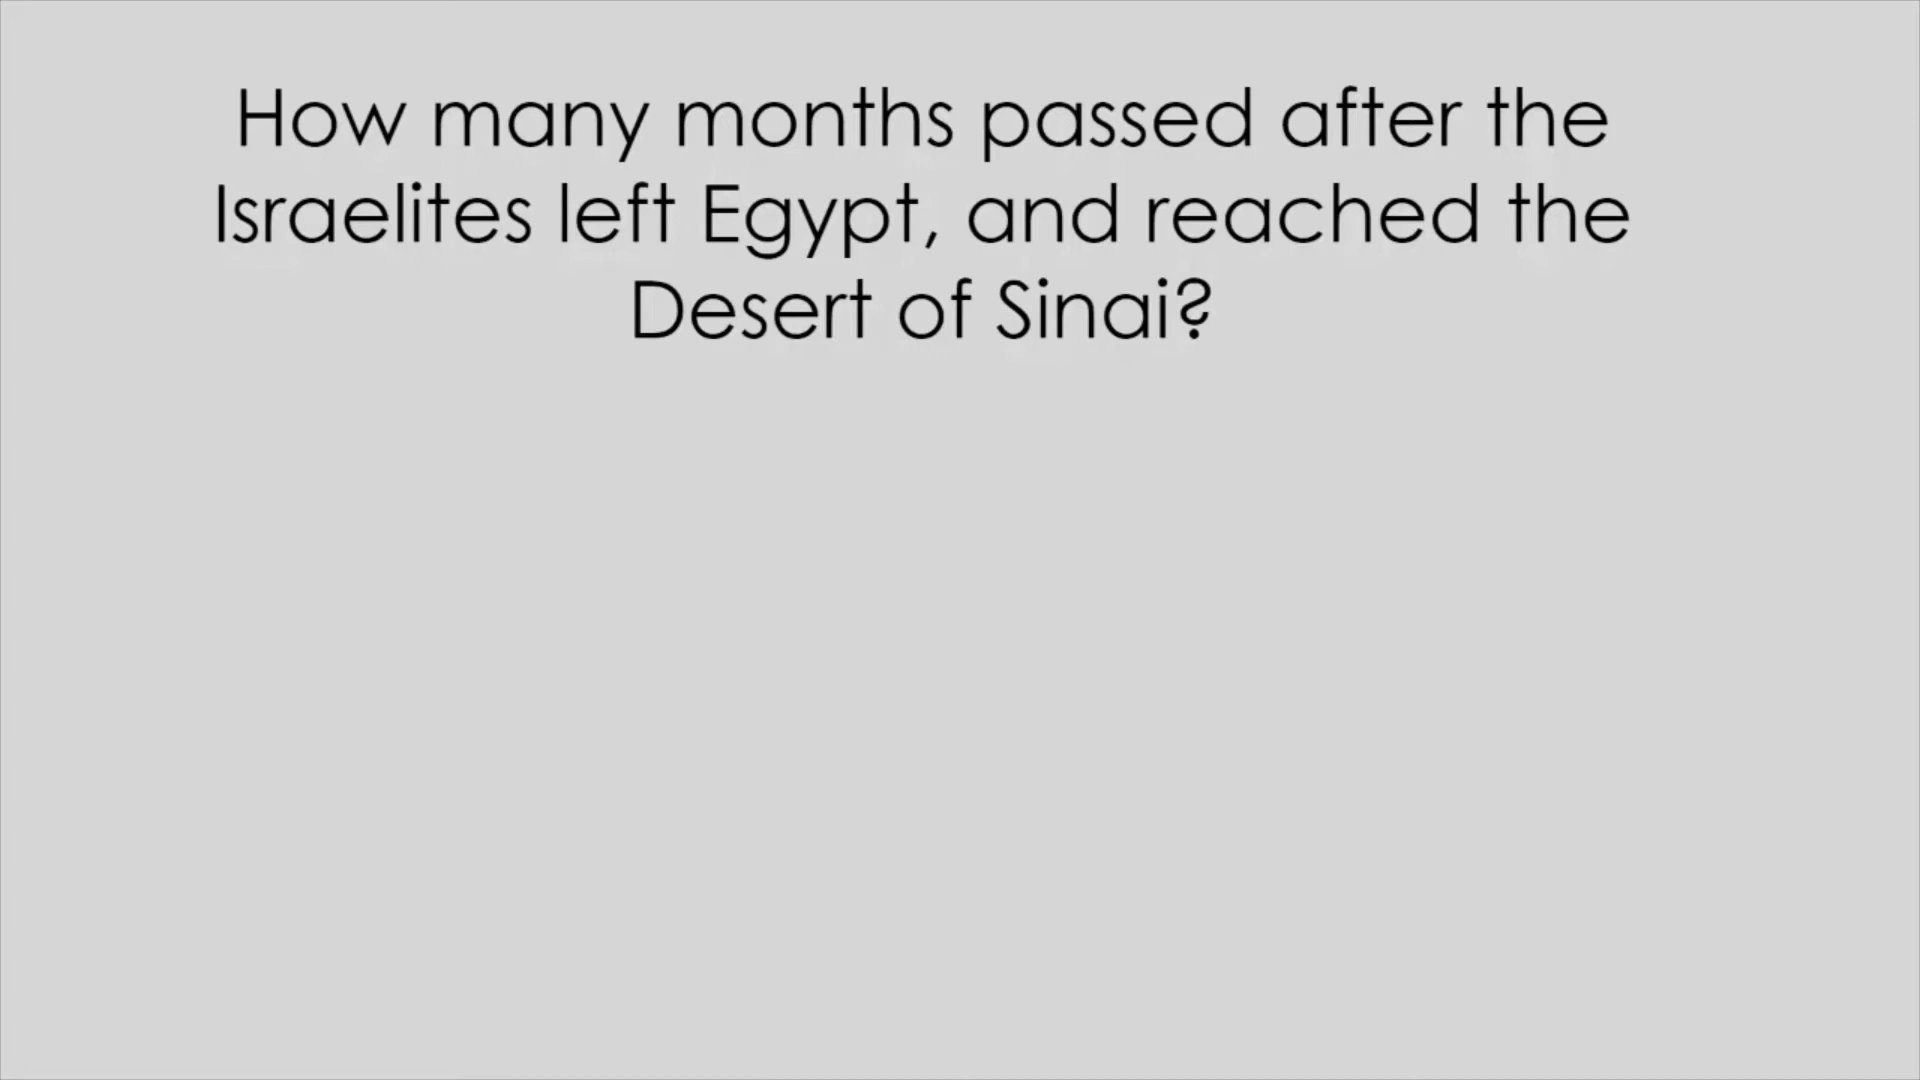 How many months passed after the
Israelites left Egypt, and reached the
Desert of Sinai?